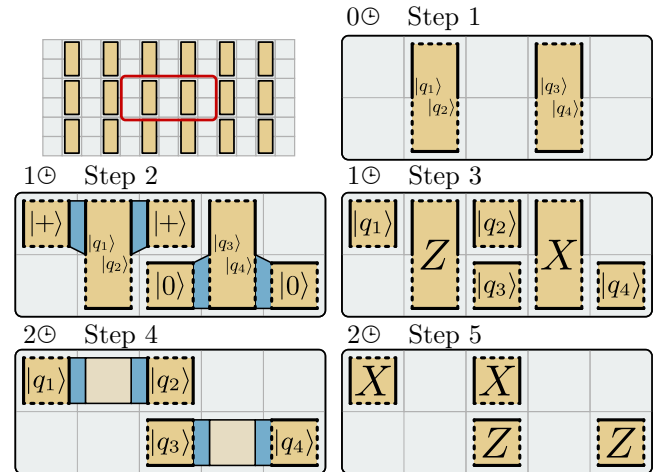 0🕒 Step 1
|q₁⟩ |q₃⟩
|q₂⟩ |q₄⟩
1🕒 Step 2
|+⟩ |+⟩
|q₁⟩ |q₃⟩
|q₂⟩ |q₄⟩
|0⟩ |0⟩
1🕒 Step 3
|q₁⟩ |q₂⟩
Z X
|q₃⟩ |q₄⟩
2🕒 Step 4
|q₁⟩ |q₂⟩
|q₃⟩ |q₄⟩
2🕒 Step 5
X X
Z Z